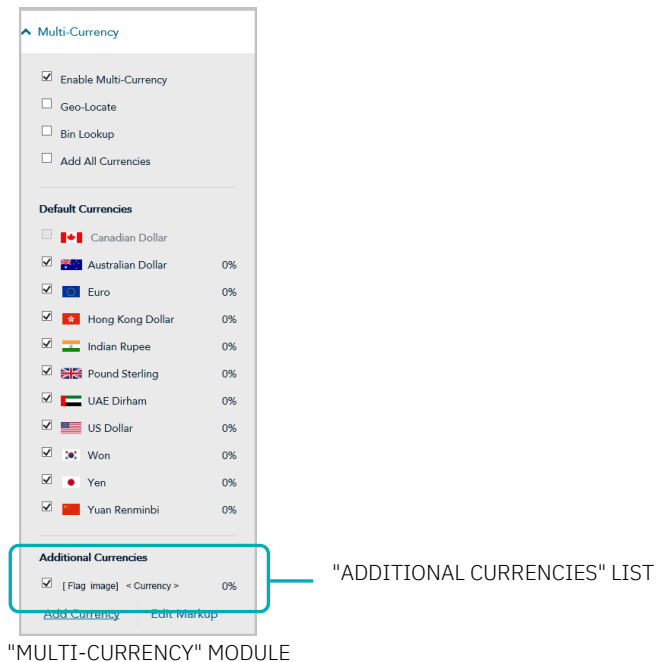 Multi-Currency
Enable Multi-Currency
Geo-Locate
Bin Lookup
Add All Currencies
Default Currencies
Canadian Dollar
Australian Dollar 0%
Euro 0%
Hong Kong Dollar 0%
Indian Rupee 0%
Pound Sterling 0%
UAE Dirham 0%
US Dollar 0%
Won 0%
Yen 0%
Yuan Renminbi 0%
Additional Currencies
[ Flag image] < Currency > 0%
Add Currency Edit Markup
"ADDITIONAL CURRENCIES" LIST
"MULTI-CURRENCY" MODULE